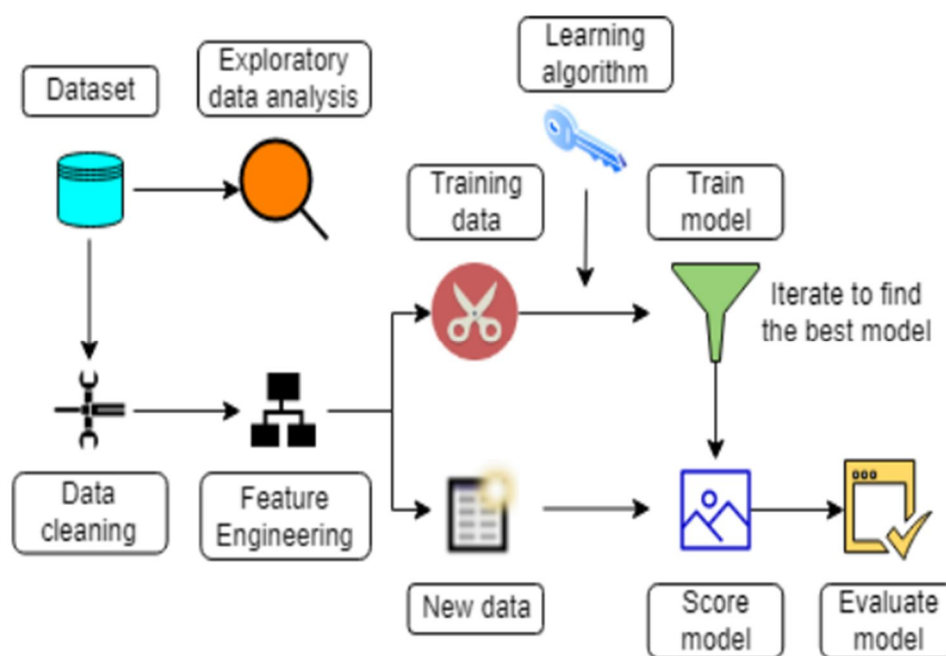 Dataset
Exploratory
data analysis
Learning
algorithm
Training
data
Train
model
Iterate to find
the best model
Data
cleaning
Feature
Engineering
New data
Score
model
Evaluate
model